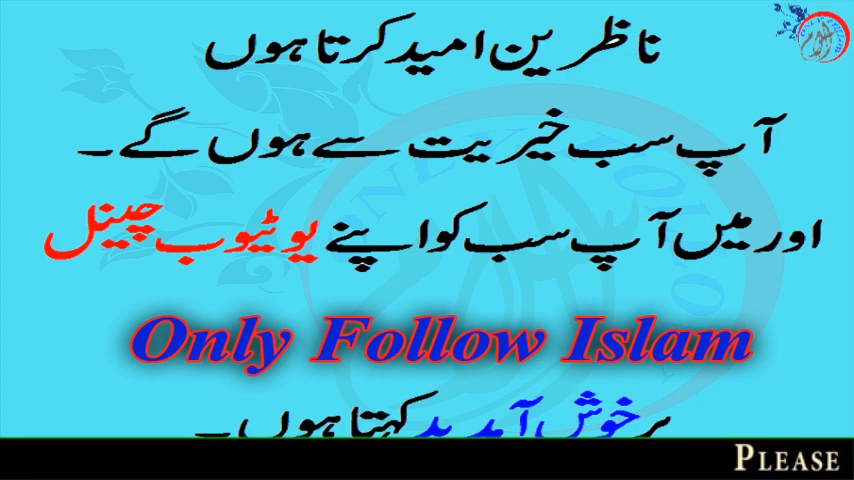 ناظرین امید کرتا ہوں
آپ سب خیریت سے ہوں گے۔
اور میں آپ سب کو اپنے یوٹیوب چینل
Only Follow Islam
پر خوش آمدید کہتا ہوں۔
PLEASE